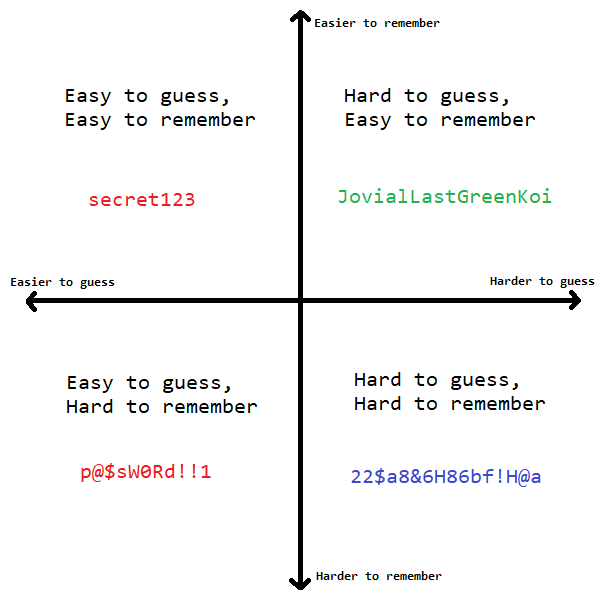 Easier to remember
Easy to guess,
Easy to remember
Hard to guess,
Easy to remember
secret123
JovialLastGreenKoi
Easier to guess
Harder to guess
Easy to guess,
Hard to remember
Hard to guess,
Hard to remember
p@$sW0Rd!!1
22$a8&6H86bf!H@a
Harder to remember